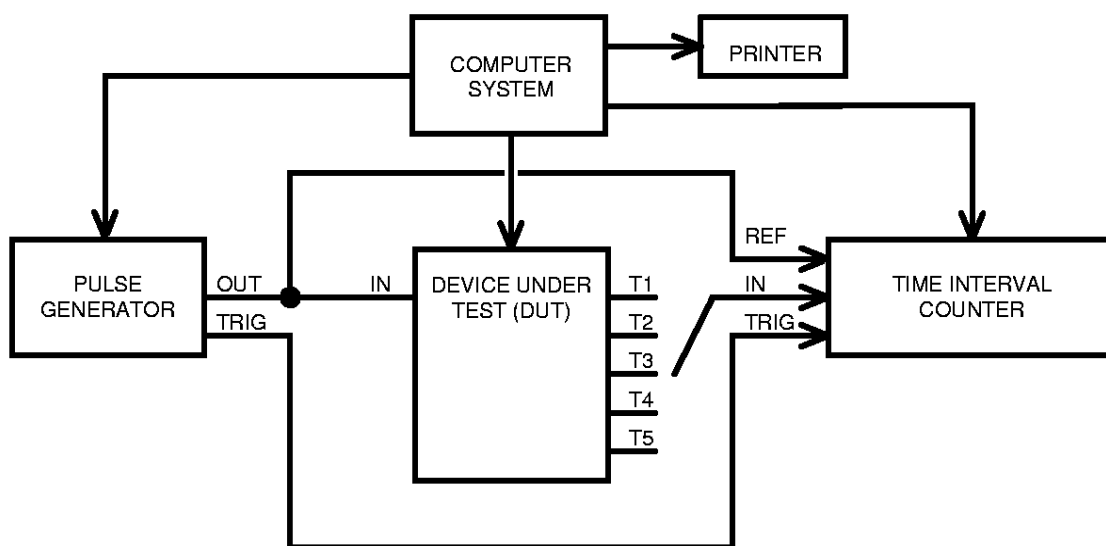 COMPUTER
SYSTEM
PRINTER
PULSE
GENERATOR
OUT
TRIG
IN
DEVICE UNDER
TEST (DUT)
T1
T2
T3
T4
T5
REF
IN
TRIG
TIME INTERVAL
COUNTER